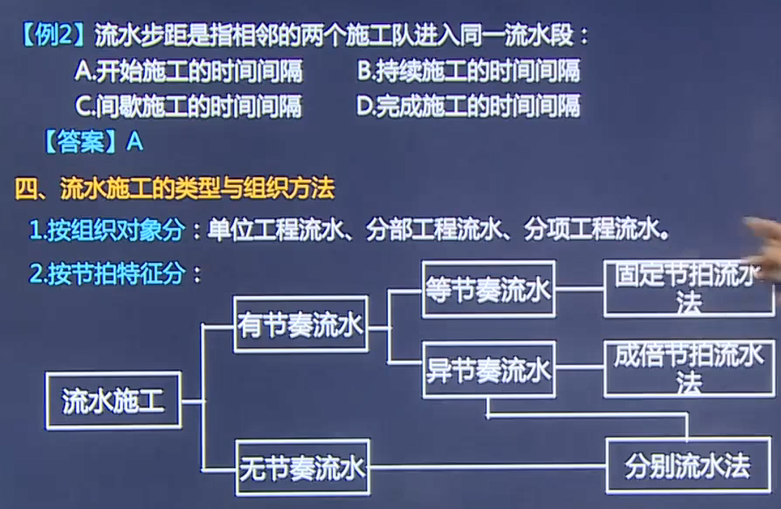 【例2】流水步距是指相邻的两个施工队进入同一流水段：
A.开始施工的时间间隔 B.持续施工的时间间隔
C.间歇施工的时间间隔 D.完成施工的时间间隔
【答案】A
四、流水施工的类型与组织方法
1.按组织对象分：单位工程流水、分部工程流水、分项工程流水。
2.按节拍特征分：
流水施工
有节奏流水
等节奏流水
固定节拍流水
法
异节奏流水
成倍节拍流水
法
无节奏流水
分别流水法